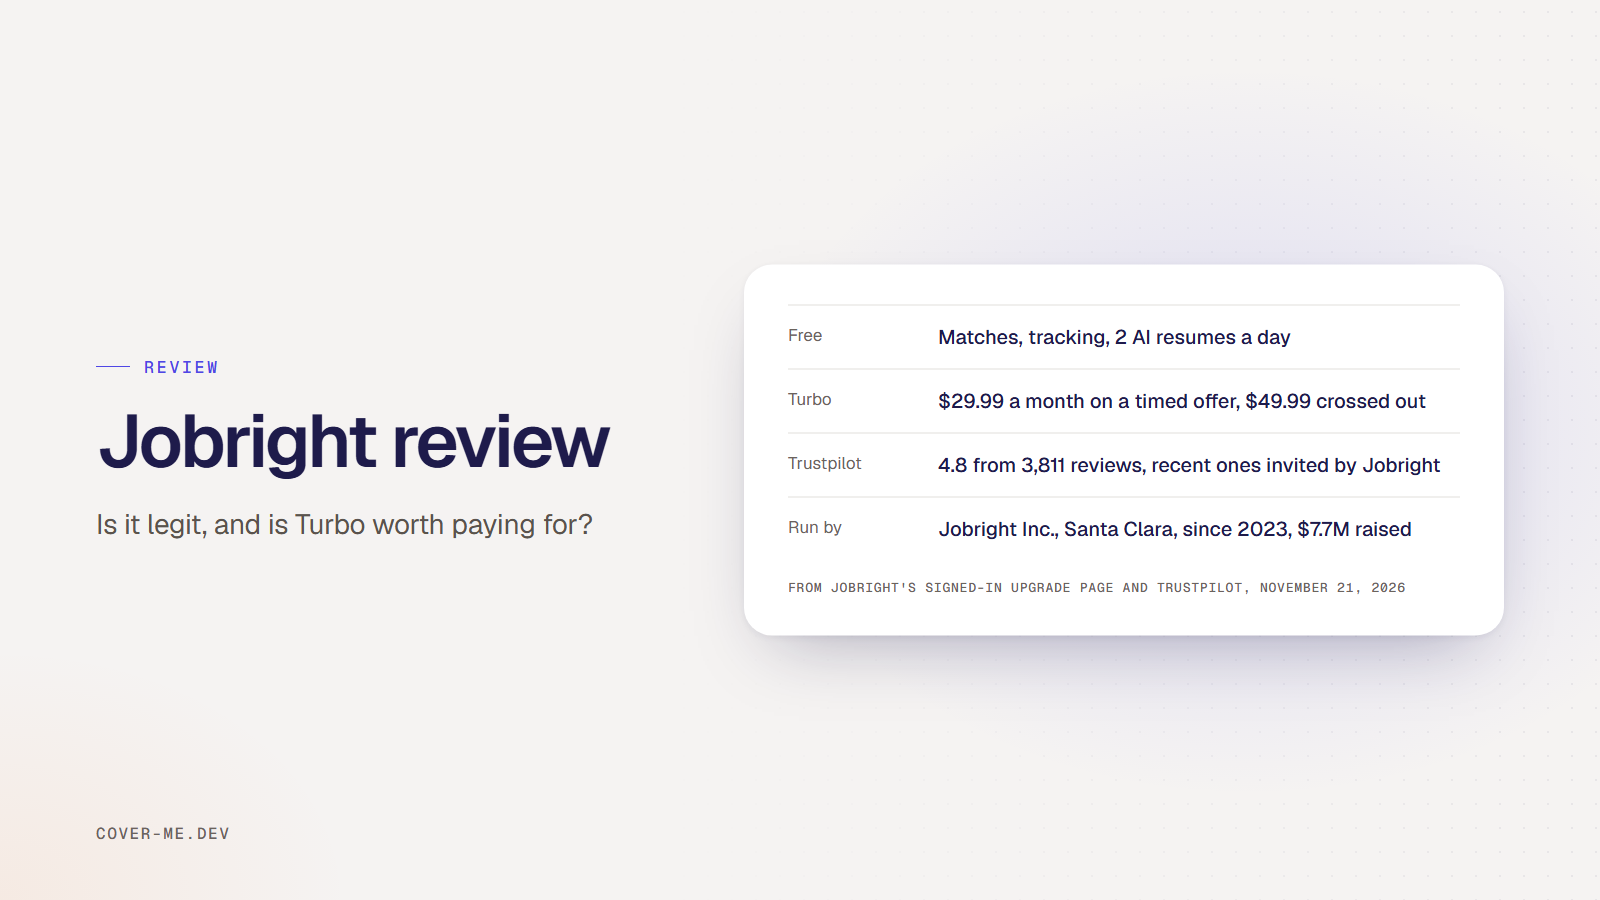 REVIEW
Jobright review
Is it legit, and is Turbo worth paying for?
Free Matches, tracking, 2 AI resumes a day
Turbo $29.99 a month on a timed offer, $49.99 crossed out
Trustpilot 4.8 from 3,811 reviews, recent ones invited by Jobright
Run by Jobright Inc., Santa Clara, since 2023, $7.7M raised
FROM JOBRIGHT'S SIGNED-IN UPGRADE PAGE AND TRUSTPILOT, NOVEMBER 21, 2026
COVER-ME.DEV